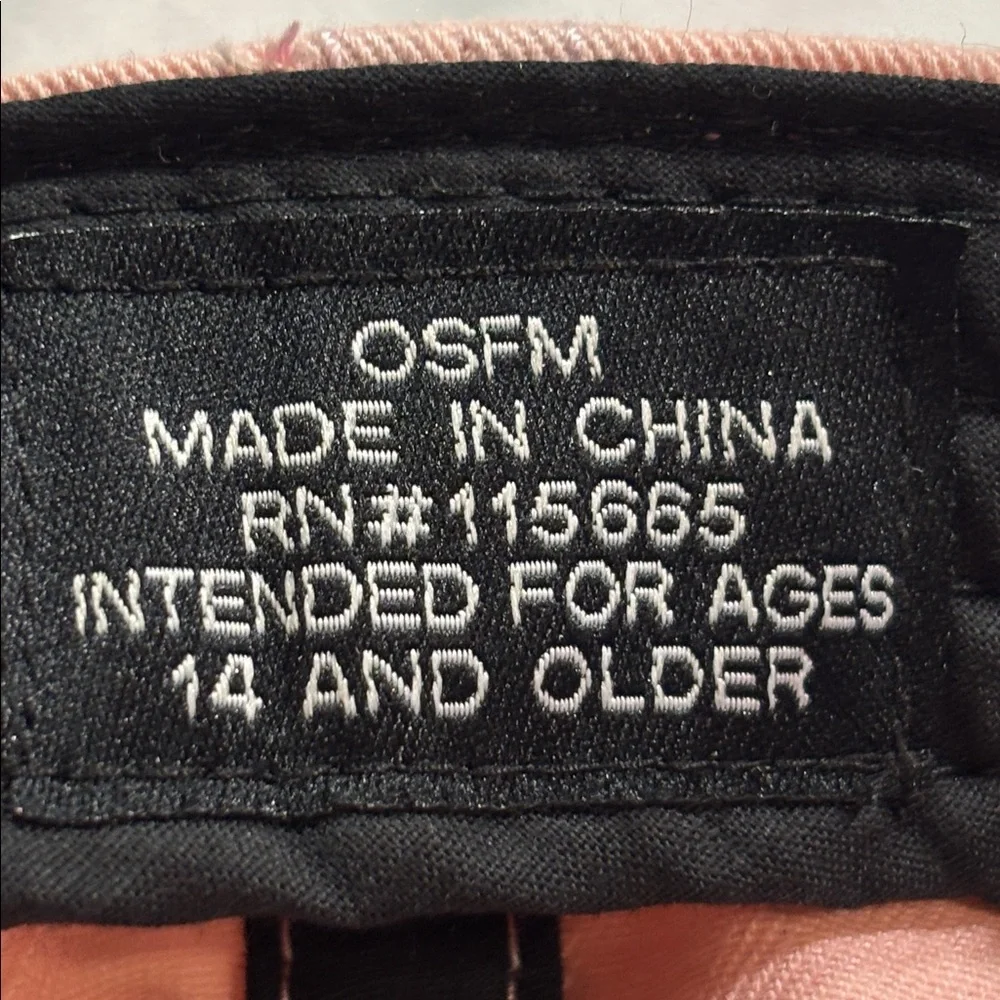 OSFM
MADE IN CHINA
RN#115665
INTENDED FOR AGES
14 AND OLDER